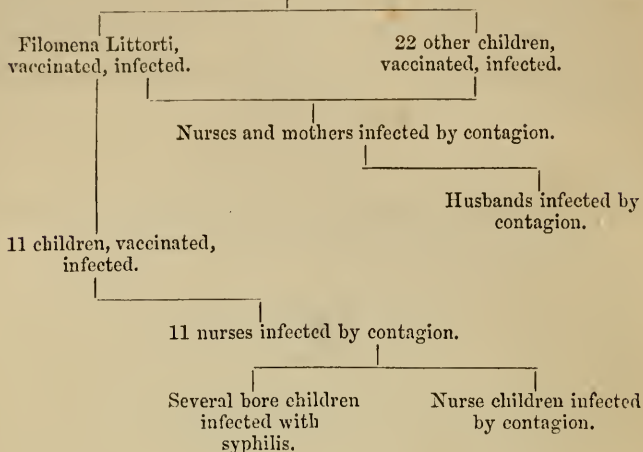 Filomena Littorti,
vaccinated, infected.
22 other children,
vaccinated, infected.
Nurses and mothers infected by contagion.
Husbands infected by
contagion.
11 children, vaccinated,
infected.
11 nurses infected by contagion.
Several bore children
infected with
syphilis.
Nurse children infected
by contagion.